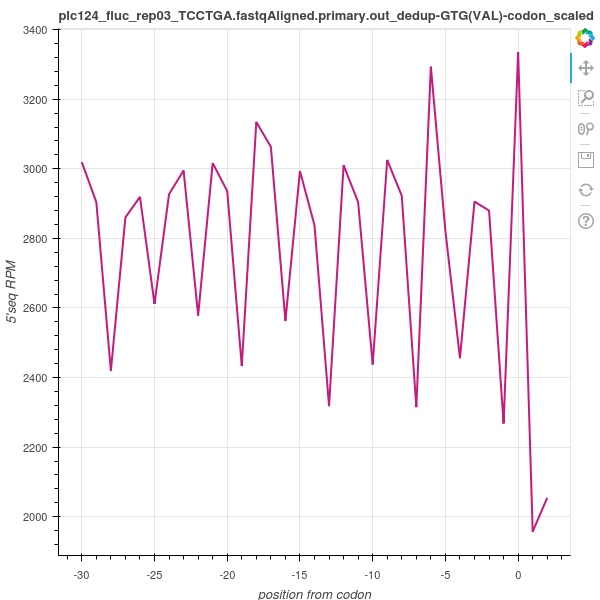 plc124_fluc_rep03_TCCTGA.fastqAligned.primary.out_dedup-GTG(VAL)-codon_scaled
3400
3200
3000
2800
2600
2400
2200
2000
5'seq RPM
-30 -25 -20 -15 -10 -5 0
position from codon